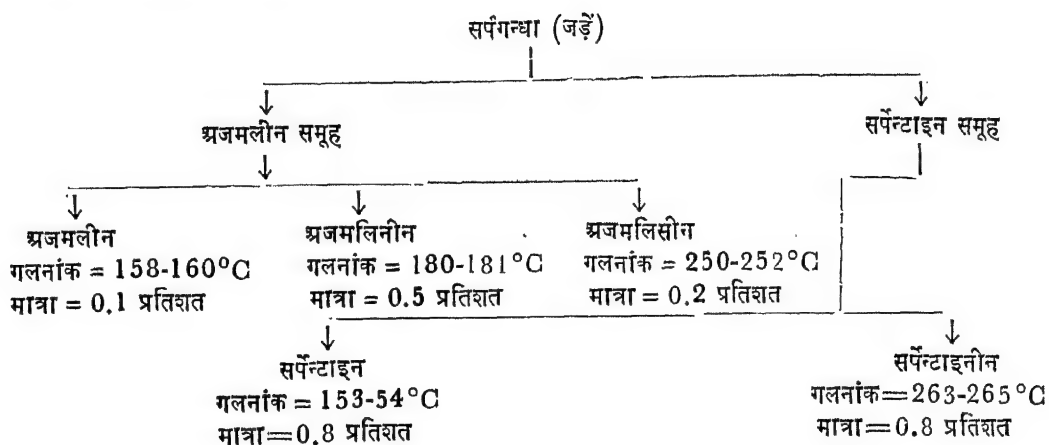 सर्पगन्धा (जड़ें)
अजमलीन समूह
सर्पेन्टाइन समूह
अजमलीन
गलनांक = 158-160°C
मात्रा = 0.1 प्रतिशत
अजमलिनीन
गलनांक = 180-181°C
मात्रा = 0.5 प्रतिशत
अजमलिसीन
गलनांक = 250-252°C
मात्रा = 0.2 प्रतिशत
सर्पेन्टाइन
गलनांक = 153-54°C
मात्रा = 0.8 प्रतिशत
सर्पेन्टाइनीन
गलनांक = 263-265°C
मात्रा = 0.8 प्रतिशत